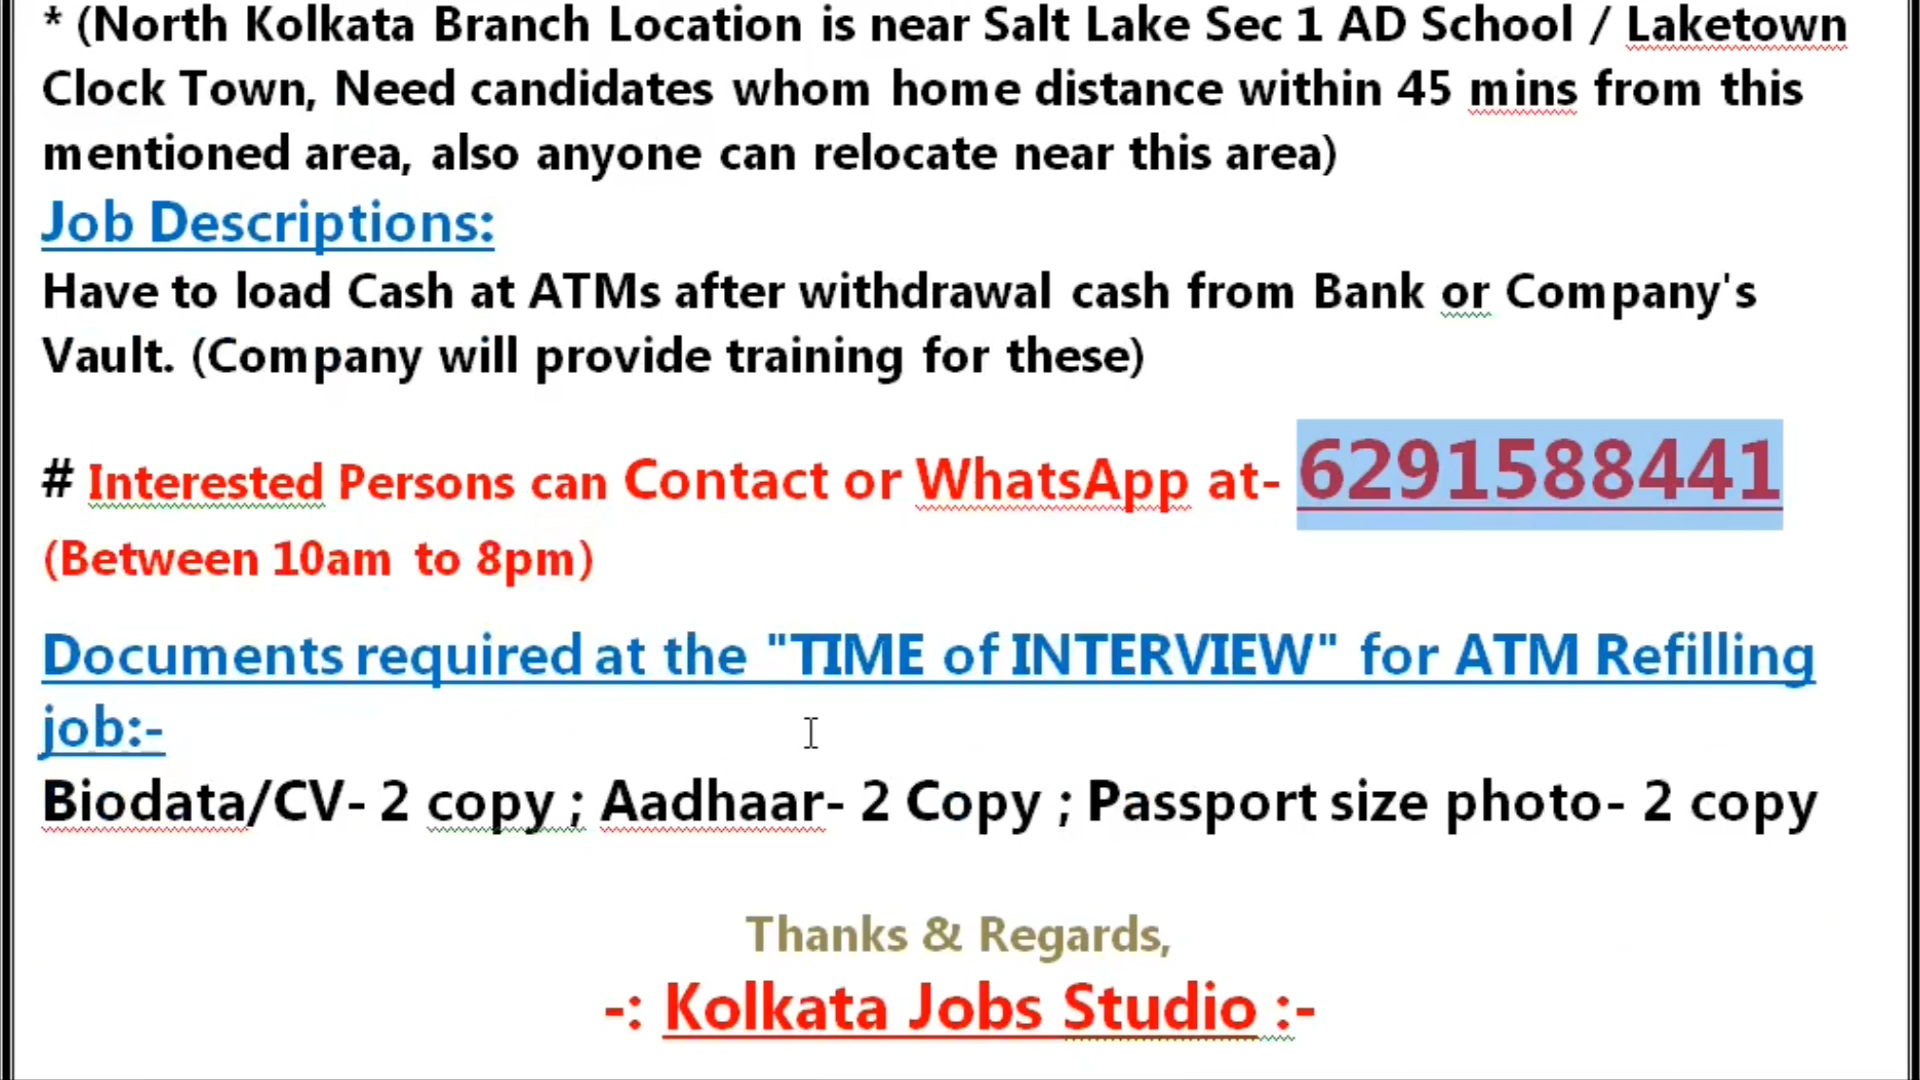 * (North Kolkata Branch Location is near Salt Lake Sec 1 AD School / Laketown
Clock Town, Need candidates whom home distance within 45 mins from this
mentioned area, also anyone can relocate near this area)
Job Descriptions:
Have to load Cash at ATMs after withdrawal cash from Bank or Company's
Vault. (Company will provide training for these)
# Interested Persons can Contact or WhatsApp at- 6291588441
(Between 10am to 8pm)
Documents required at the "TIME of INTERVIEW" for ATM Refilling
job:-
Biodata/CV- 2 copy ; Aadhaar- 2 Copy ; Passport size photo- 2 copy
Thanks & Regards,
-: Kolkata Jobs Studio :-